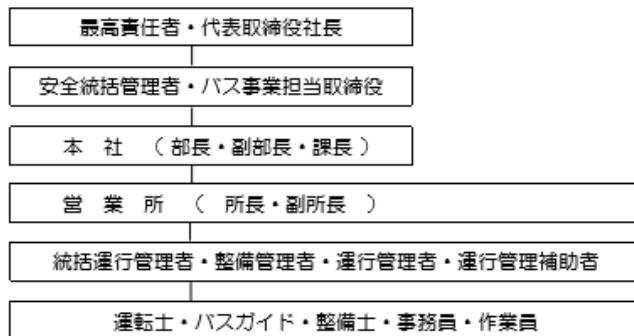 最高責任者・代表取締役社長
安全統括管理者・バス事業担当取締役
本　社　（ 部長・副部長・課長 ）
営　業　所　（　所長・副所長　）
統括運行管理者・整備管理者・運行管理者・運行管理補助者
運転士・バスガイド・整備士・事務員・作業員